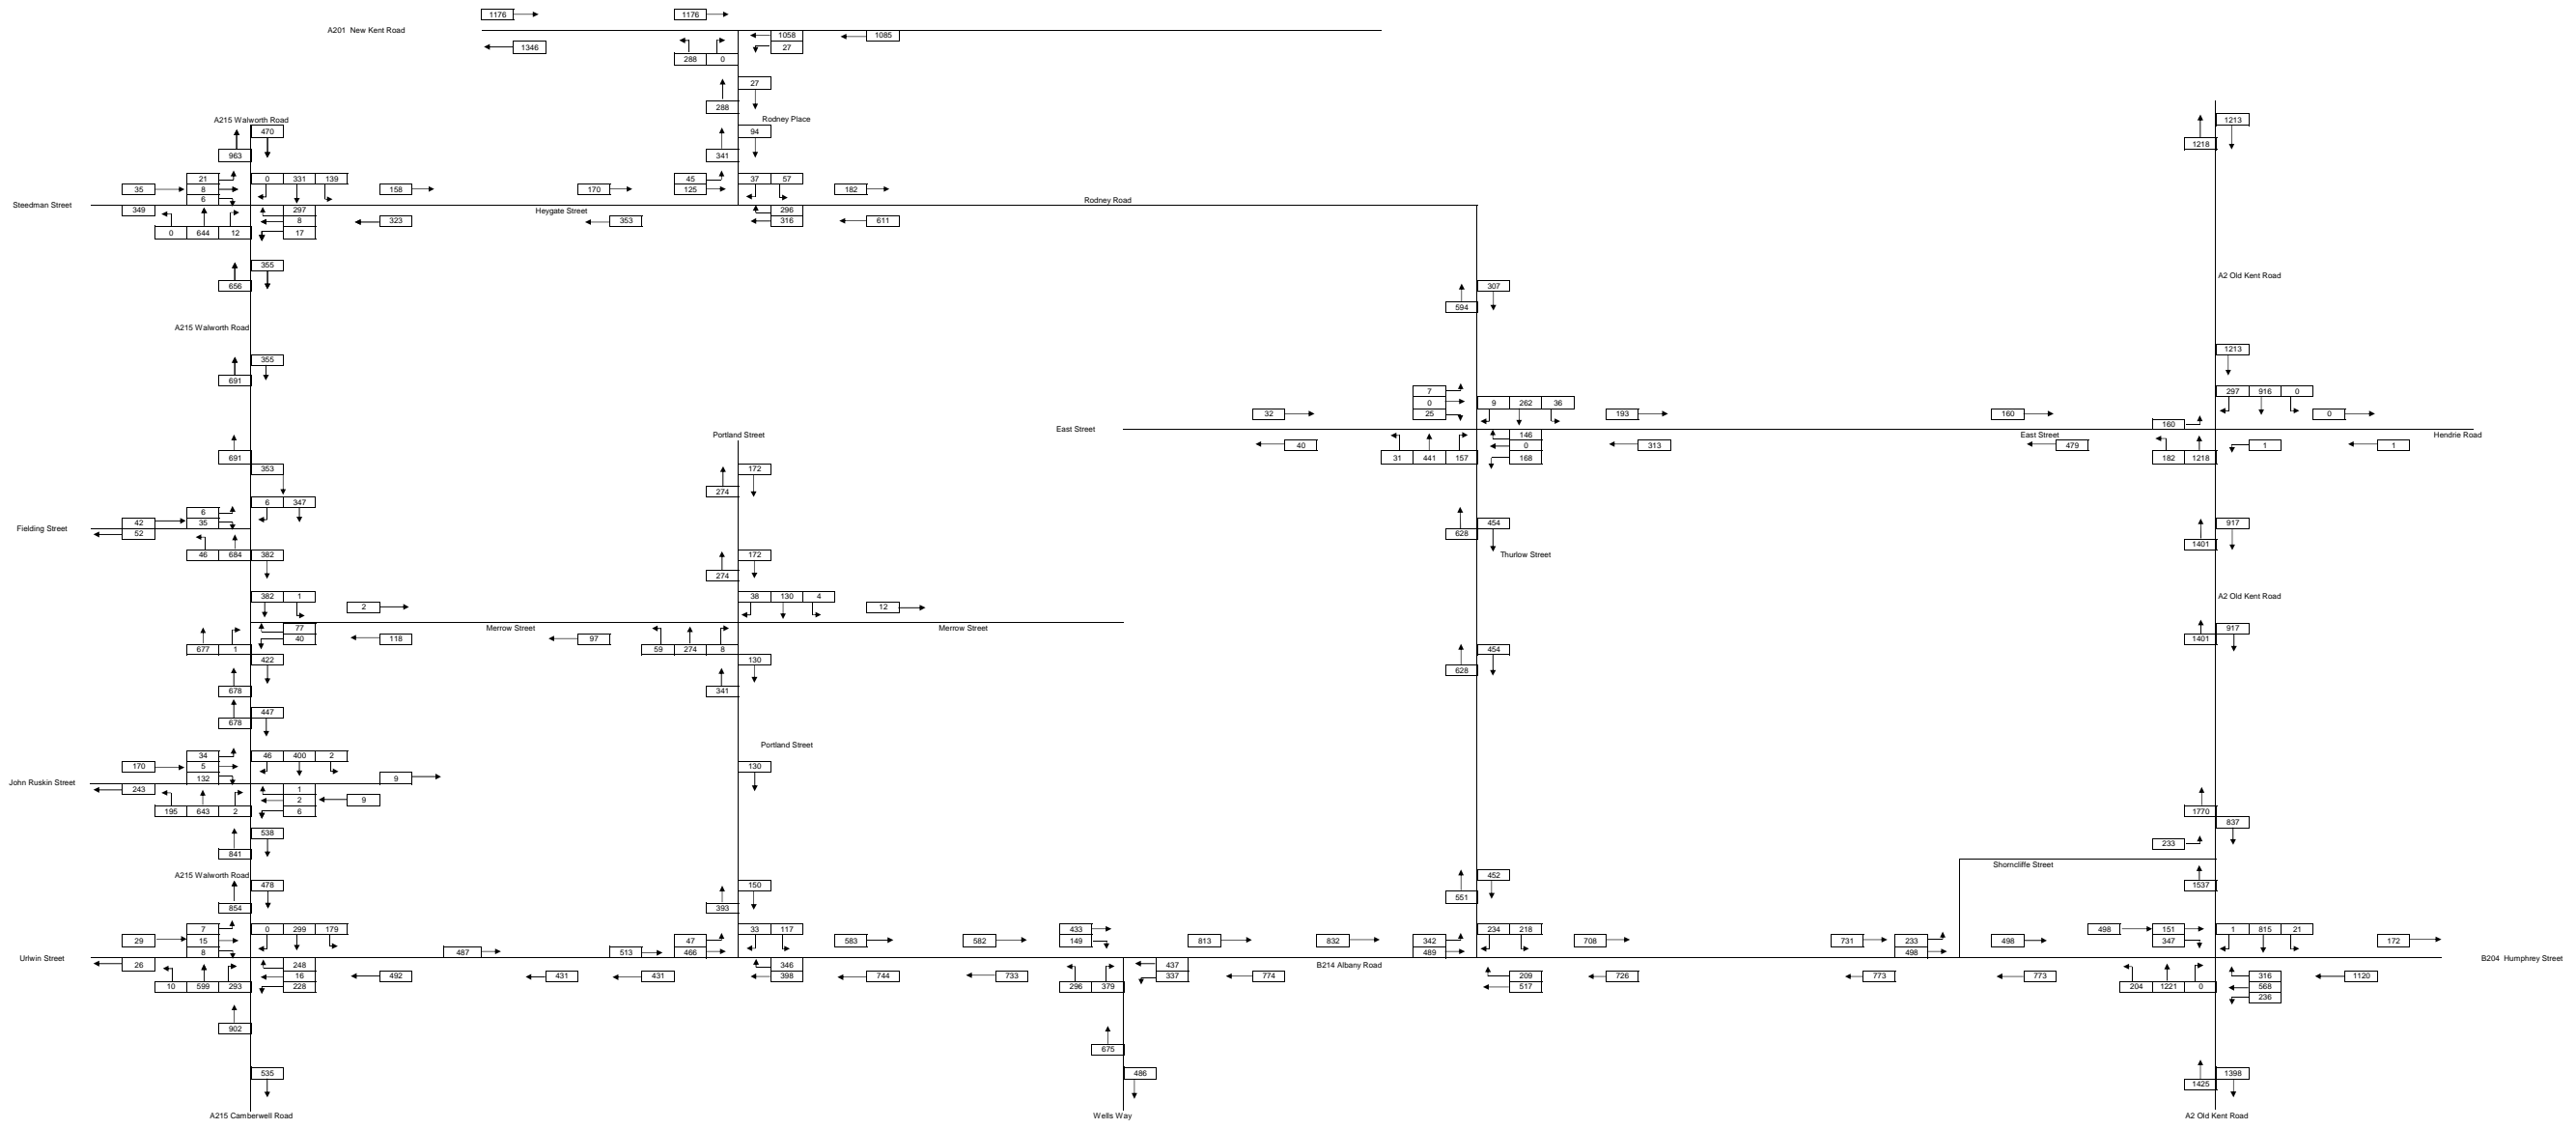 1176 1176
A201 New Kent Road
1058 1085
1346 27
288 0
27
288
A215 Walworth Road Rodney Place
470 94 1213
963 341 1218
21 0 331 139 45 37 57
35 8 158 170 125 182
6
Steedman Street Rodney Road
349 297 Heygate Street 296
8 323 353 316 611
0 644 12 17
355 A2 Old Kent Road
656 307
594
A215 Walworth Road
355 1213
691
7 297 916 0
0 9 262 36
32 25 193 160 0
160
East Street East Street Hendrie Road
Portland Street 146
40 0 313 479 1 1
691 31 441 157 168 182 1218
353 172
274
6 347
6
42 35 454 917
Fielding Street
52 628 1401
46 684 382 172 Thurlow Street
274
382 1 38 130 4 A2 Old Kent Road
2 12
77 Merrow Street Merrow Street 917
40 118 97 1401
677 1 59 274 8 454
422 130 628
678 341
447
678
Portland Street
34 46 400 2
170 5 130
132 9
John Ruskin Street
243 1
2 9
195 643 2 6 1770
538 837
841 233
Shorncliffe Street
A215 Walworth Road
478 150 452 1537
854 393 551
7 0 299 179 33 117 433 234 218 498 151 1 815 21
29 15 47 583 582 149 813 832 342 708 731 233 498 347 172
8 487 513 466 489 498
Urlwin Street B204 Humphrey Street
26 248 346 437 B214 Albany Road 209 316
16 492 431 431 398 744 733 337 774 517 726 773 773 568 1120
10 599 293 228 296 379 204 1221 0 236
902
675
535 486 1398
1425
A215 Camberwell Road Wells Way A2 Old Kent Road